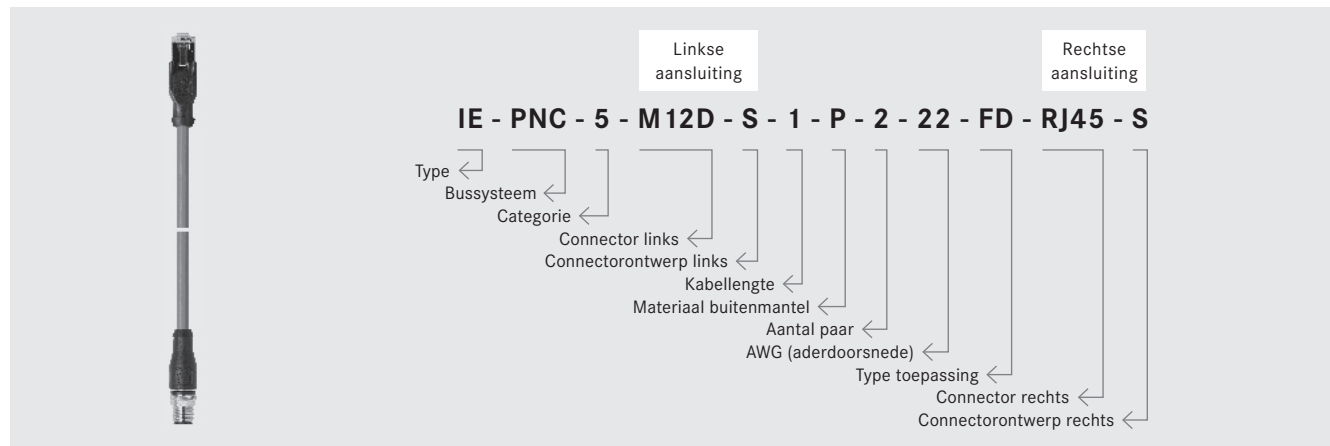 Linkse
aansluiting
Rechtse
aansluiting
IE - PNC - 5 - M12D - S - 1 - P - 2 - 22 - FD - RJ45 - S
Type
Bussysteem
Categorie
Connector links
Connectorontwerp links
Kabellengte
Materiaal buitenmantel
Aantal paar
AWG (aderdoorsnede)
Type toepassing
Connector rechts
Connectorontwerp rechts